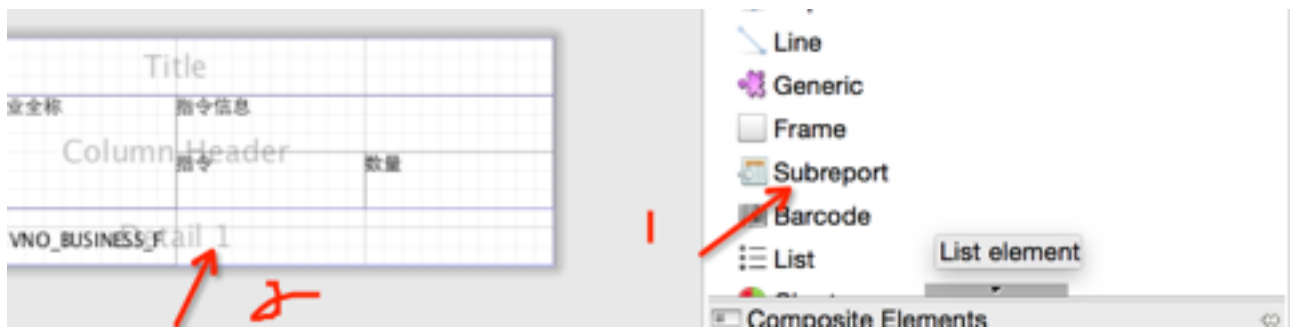 Title
业全称
指令信息
Column Header
指令
数量
VNO_BUSINESS_F
Detail 1
2
1
Line
Generic
Frame
Subreport
Barcode
List
List element
Composite Elements